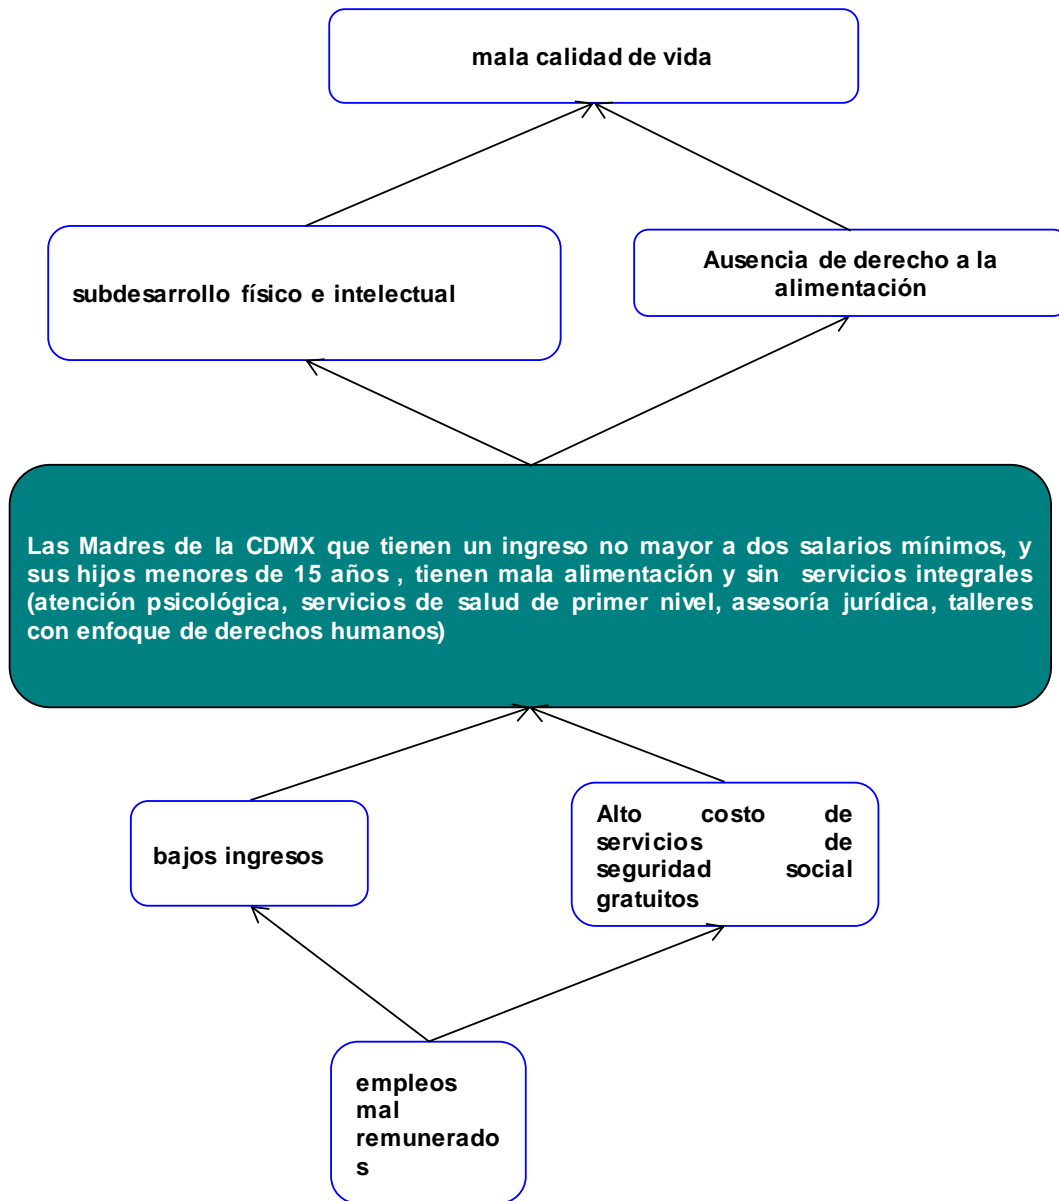 mala calidad de vida
subdesarrollo físico e intelectual
Ausencia de derecho a la
alimentación
Las Madres de la CDMX que tienen un ingreso no mayor a dos salarios mínimos, y
sus hijos menores de 15 años , tienen mala alimentación y sin servicios integrales
(atención psicológica, servicios de salud de primer nivel, asesoría jurídica, talleres
con enfoque de derechos humanos)
bajos ingresos
Alto costo de
servicios de
seguridad social
gratuitos
empleos
mal
remunerado
s